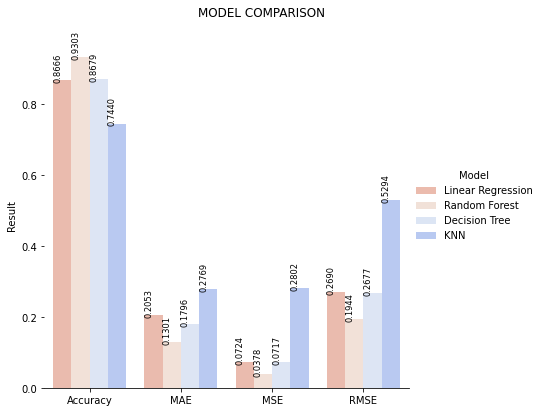 MODEL COMPARISON
Result
0.8
0.6
0.4
0.2
0.0
0.8666
0.9303
0.8679
0.7440
0.2053
0.1301
0.1796
0.2769
0.0724
0.0378
0.0717
0.2802
0.2690
0.1944
0.2677
0.5294
Accuracy
MAE
MSE
RMSE
Model
Linear Regression
Random Forest
Decision Tree
KNN